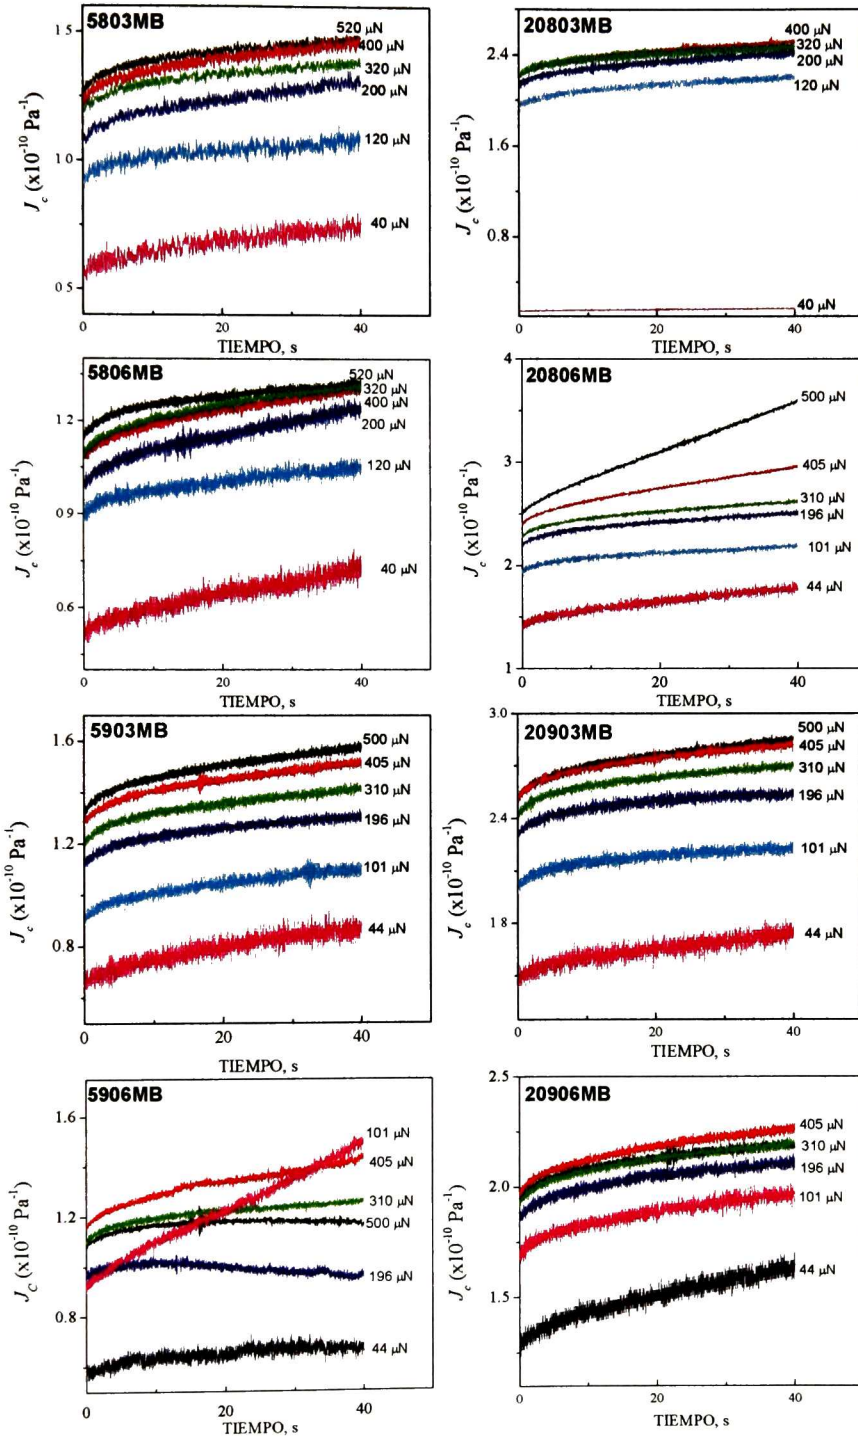 5803MB
520 µN
400 µN
320 µN
200 µN
120 µN
40 µN
1.5
1.0
0 5
J_c (x10^-10 Pa^-1)
0
20
40
TIEMPO, s
20803MB
400 µN
320 µN
200 µN
120 µN
40 µN
2.4
1.6
0.8
J_c (x10^-10 Pa^-1)
0
20
40
TIEMPO, s
5806MB
520 µN
320 µN
400 µN
200 µN
120 µN
40 µN
1.2
0.9
0.6
J_c (x10^-10 Pa^-1)
0
20
40
TIEMPO, s
20806MB
500 µN
405 µN
310 µN
196 µN
101 µN
44 µN
4
3
2
1
J_c (x10^-10 Pa^-1)
0
20
40
TIEMPO, s
5903MB
500 µN
405 µN
310 µN
196 µN
101 µN
44 µN
1.6
1.2
0.8
J_c (x10^-10 Pa^-1)
0
20
40
TIEMPO, s
20903MB
500 µN
405 µN
310 µN
196 µN
101 µN
44 µN
3.0
2.4
1.8
J_c (x10^-10 Pa^-1)
0
20
40
TIEMPO, s
5906MB
101 µN
405 µN
310 µN
500 µN
196 µN
44 µN
1.6
1.2
0.8
J_C (x10^-10 Pa^-1)
0
20
40
TIEMPO, s
20906MB
405 µN
310 µN
196 µN
101 µN
44 µN
2.5
2.0
1.5
J_c (x10^-10 Pa^-1)
0
20
40
TIEMPO, s